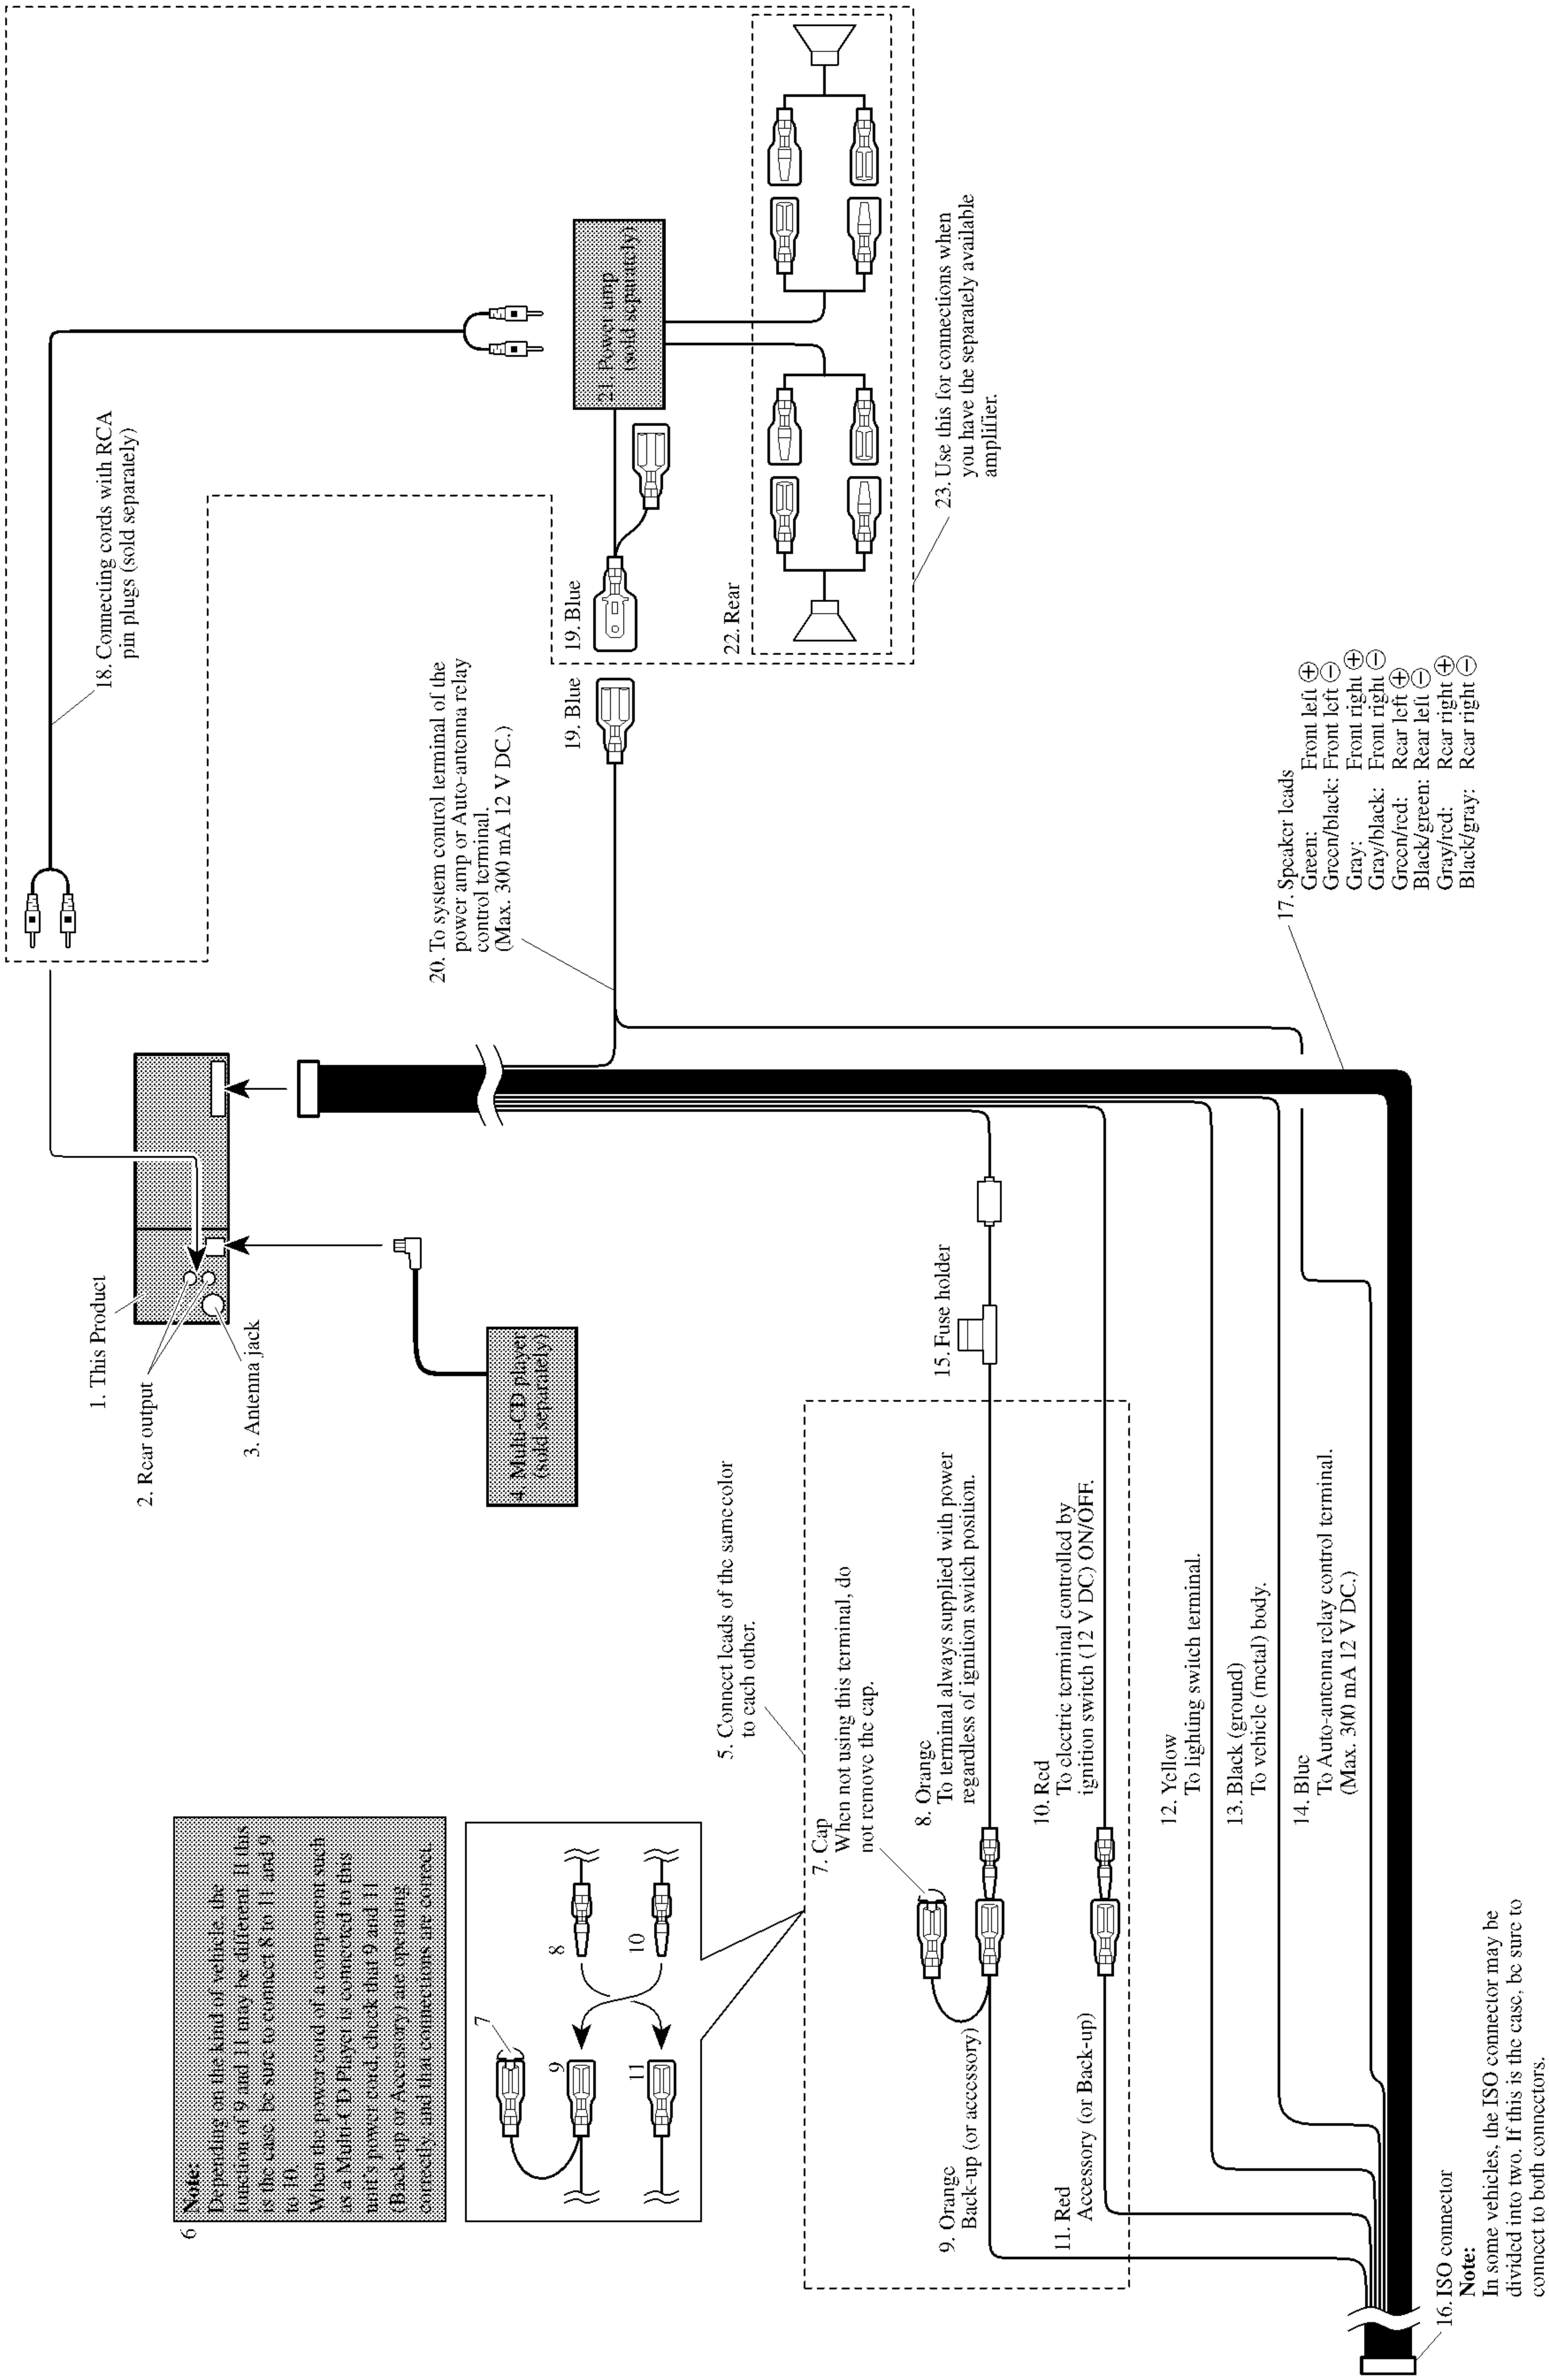 1. This Product
2. Rear output
3. Antenna jack
4. Multi-CD player
(sold separately)
5. Connect leads of the same color
to each other.
6
Note:
Depending on the kind of vehicle, the
function of 9 and 11 may be different. If this
is the case, be sure to connect 8 to 11 and 9
to 10.
When the power cord of a component such
as a Multi-CD Player is connected to this
unit's power cord, check that 9 and 11
(Back-up or Accessory) are operating
correctly, and that connections are correct.
7
8
9
10
11
7. Cap
When not using this terminal, do
not remove the cap.
8. Orange
To terminal always supplied with power
regardless of ignition switch position.
9. Orange
Back-up (or accessory)
10. Red
To electric terminal controlled by
ignition switch (12 V DC) ON/OFF.
11. Red
Accessory (or Back-up)
12. Yellow
To lighting switch terminal.
13. Black (ground)
To vehicle (metal) body.
14. Blue
To Auto-antenna relay control terminal.
(Max. 300 mA 12 V DC.)
15. Fuse holder
16. ISO connector
Note:
In some vehicles, the ISO connector may be
divided into two. If this is the case, be sure to
connect to both connectors.
17. Speaker leads
Green: Front left ⊕
Green/black: Front left ⊖
Gray: Front right ⊕
Gray/black: Front right ⊖
Green/red: Rear left ⊕
Black/green: Rear left ⊖
Gray/red: Rear right ⊕
Black/gray: Rear right ⊖
18. Connecting cords with RCA
pin plugs (sold separately)
19. Blue
19. Blue
20. To system control terminal of the
power amp or Auto-antenna relay
control terminal.
(Max. 300 mA 12 V DC.)
21. Power amp
(sold separately)
22. Rear
23. Use this for connections when
you have the separately available
amplifier.